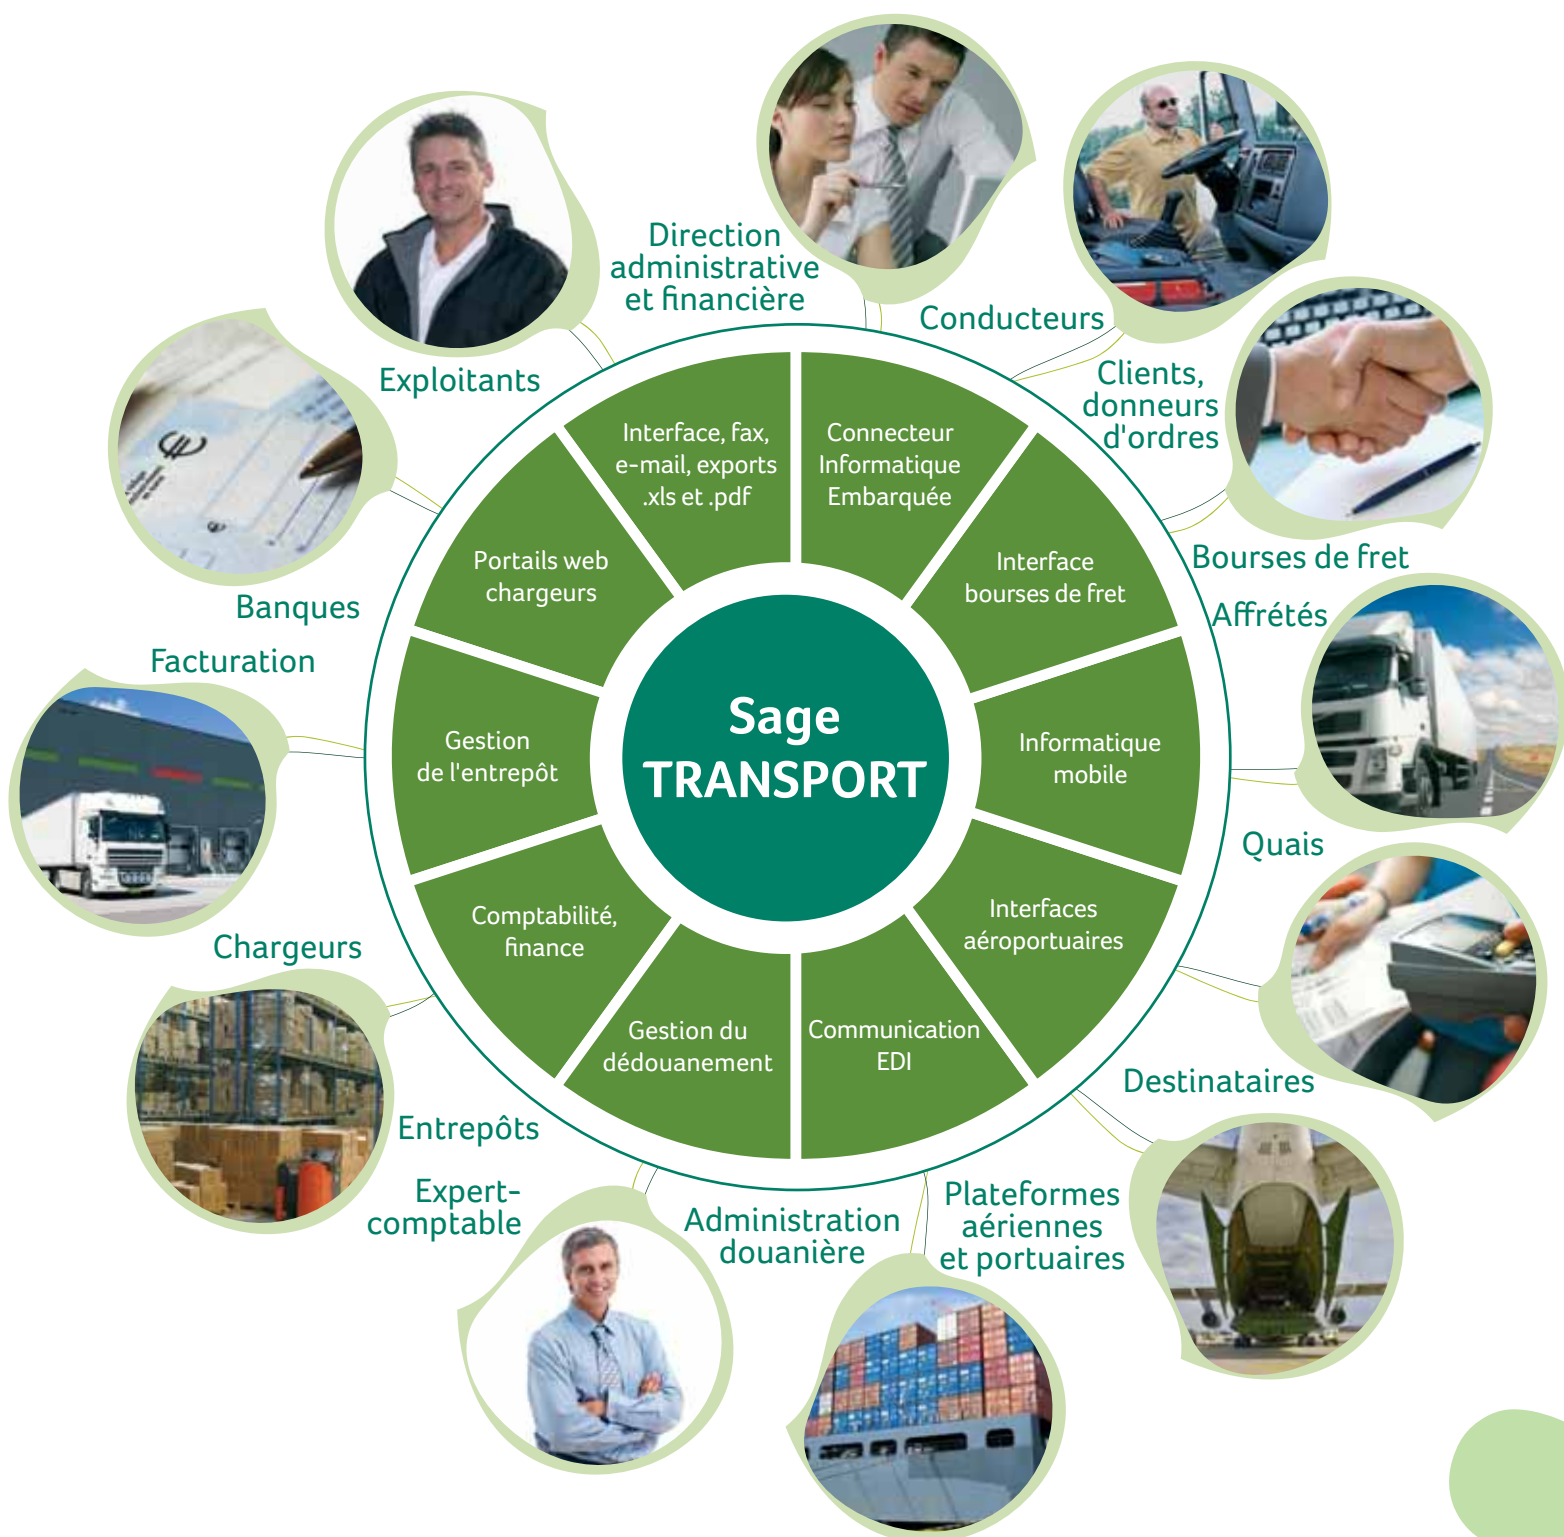 Direction
administrative
et financière
Conducteurs
Clients,
donneurs
d'ordres
Bourses de fret
Affrétés
Quais
Destinataires
Plateformes
aériennes
et portuaires
Administration
douanière
Expert-
comptable
Entrepôts
Chargeurs
Facturation
Banques
Exploitants
Interface, fax,
e-mail, exports
.xls et .pdf
Connecteur
Informatique
Embarquée
Interface
bourses de fret
Informatique
mobile
Interfaces
aéroportuaires
Communication
EDI
Gestion du
dédouanement
Comptabilité,
finance
Gestion
de l'entrepôt
Portails web
chargeurs
Sage
TRANSPORT